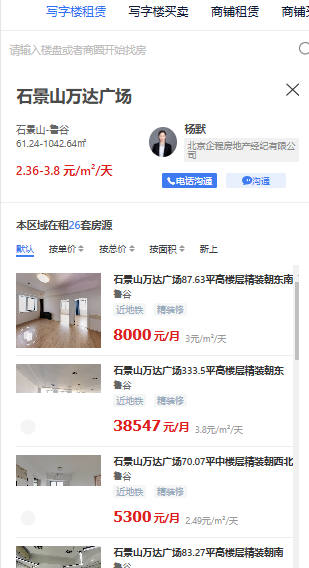 写字楼租赁 写字楼买卖 商铺租赁 商铺买
请输入楼盘或者商圈开始找房
石景山万达广场
石景山-鲁谷
61.24-1042.64㎡
2.36-3.8 元/m²/天
杨默
北京企程房地产经纪有限公司
电话沟通 沟通
本区域在租26套房源
默认 按单价 按总价 按面积 新上
石景山万达广场87.63平高楼层精装朝东南
鲁谷
近地铁 精装修
8000 元/月 3元/m²/天
石景山万达广场333.5平高楼层精装朝东
鲁谷
近地铁 精装修
38547 元/月 3.8元/m²/天
石景山万达广场70.07平中楼层精装朝西北
鲁谷
近地铁 精装修
5300 元/月 2.49元/m²/天
石景山万达广场83.27平高楼层精装朝南
鲁谷